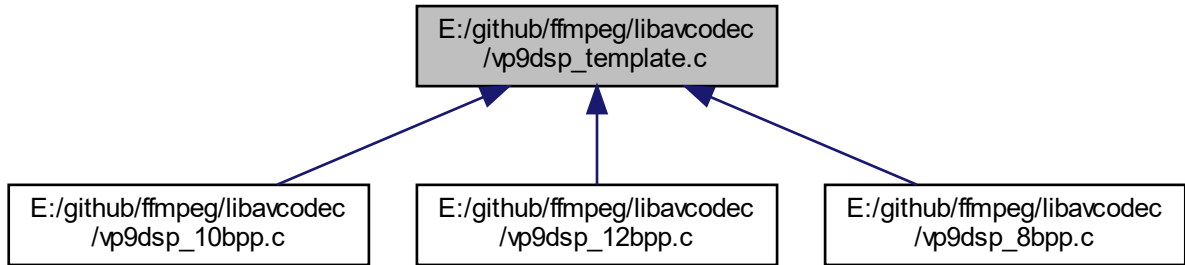 E:/github/ffmpeg/libavcodec
/vp9dsp_template.c
E:/github/ffmpeg/libavcodec
/vp9dsp_10bpp.c
E:/github/ffmpeg/libavcodec
/vp9dsp_12bpp.c
E:/github/ffmpeg/libavcodec
/vp9dsp_8bpp.c